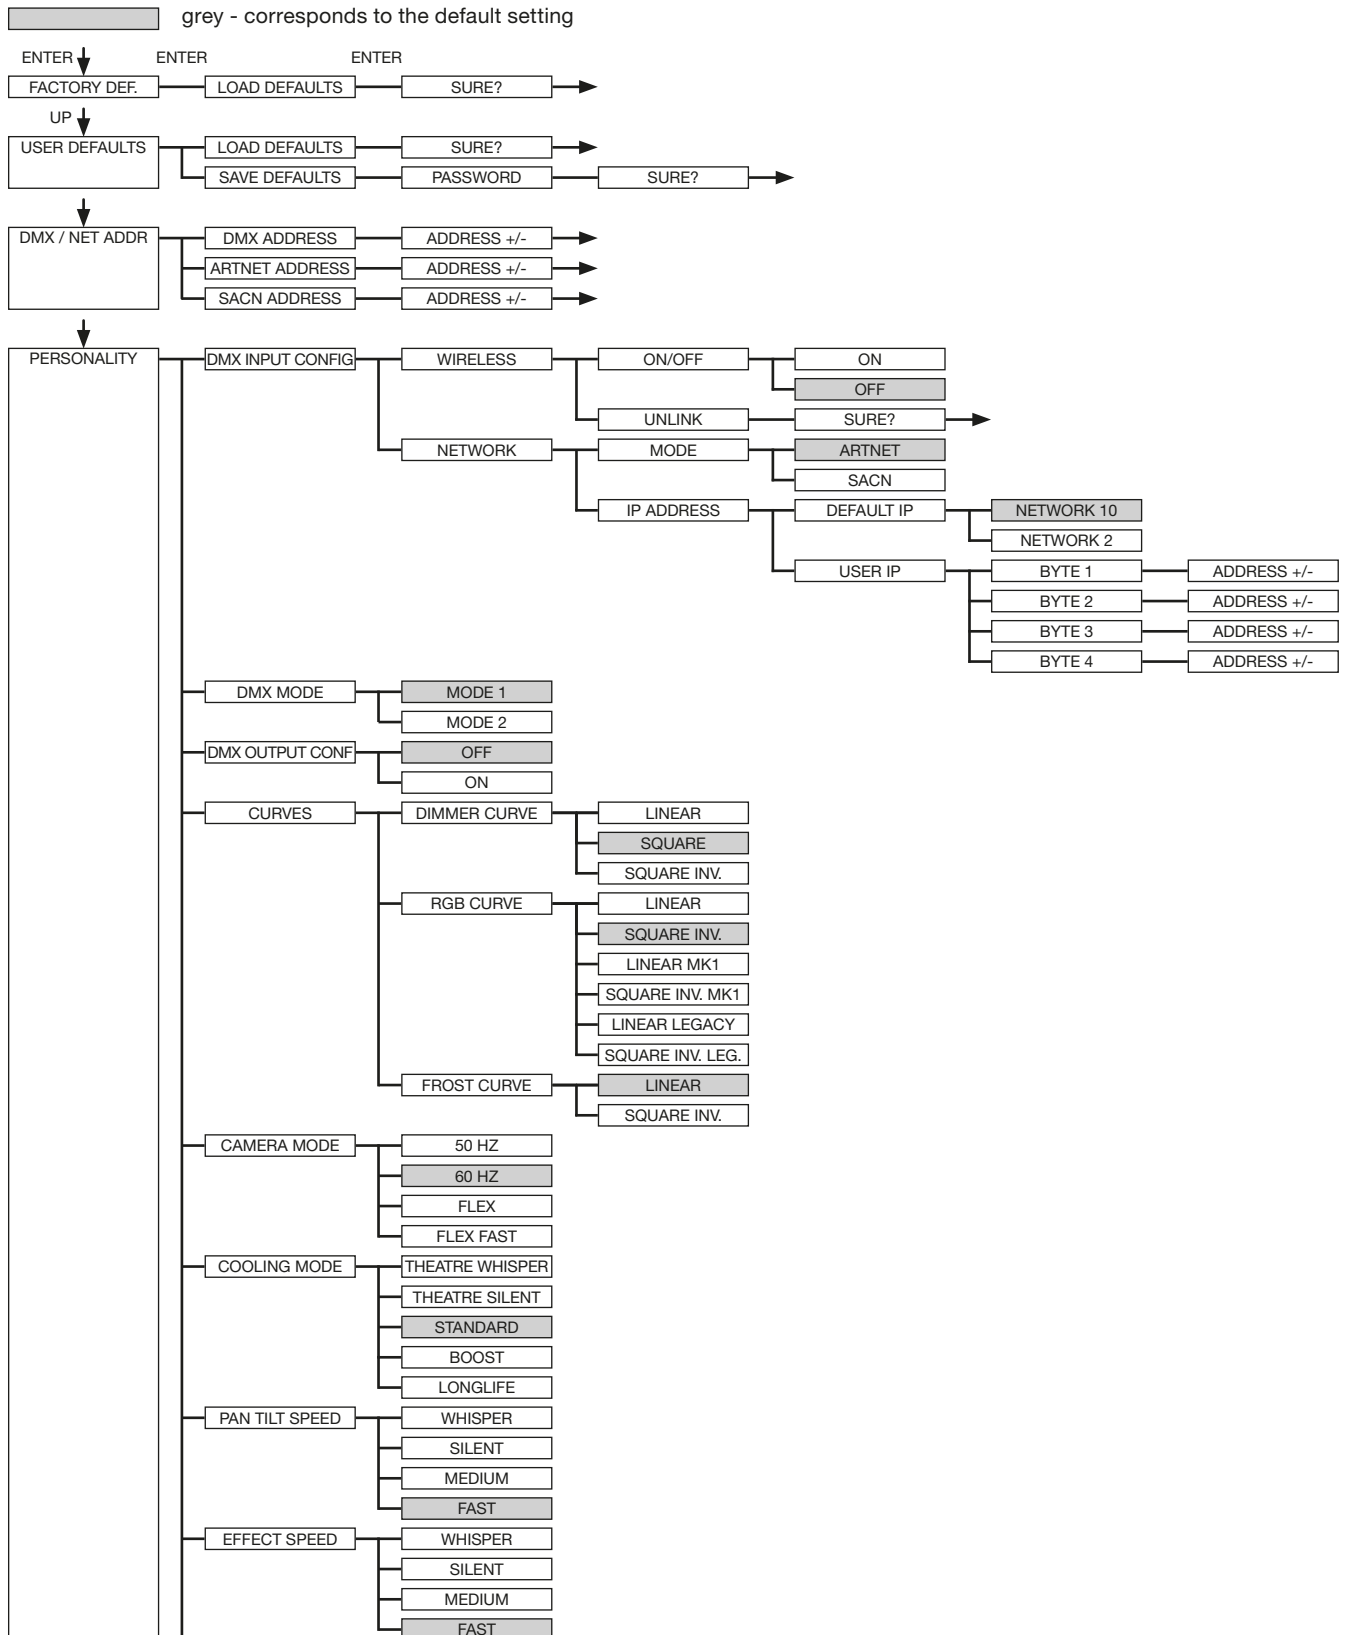 grey - corresponds to the default setting
ENTER ENTER ENTER
FACTORY DEF. LOAD DEFAULTS SURE?
UP
USER DEFAULTS LOAD DEFAULTS SURE?
SAVE DEFAULTS PASSWORD SURE?
DMX / NET ADDR DMX ADDRESS ADDRESS +/-
ARTNET ADDRESS ADDRESS +/-
SACN ADDRESS ADDRESS +/-
PERSONALITY DMX INPUT CONFIG WIRELESS ON/OFF ON
OFF
UNLINK SURE?
NETWORK MODE ARTNET
SACN
IP ADDRESS DEFAULT IP NETWORK 10
NETWORK 2
USER IP BYTE 1 ADDRESS +/-
BYTE 2 ADDRESS +/-
BYTE 3 ADDRESS +/-
BYTE 4 ADDRESS +/-
DMX MODE MODE 1
MODE 2
DMX OUTPUT CONF OFF
ON
CURVES DIMMER CURVE LINEAR
SQUARE
SQUARE INV.
RGB CURVE LINEAR
SQUARE INV.
LINEAR MK1
SQUARE INV. MK1
LINEAR LEGACY
SQUARE INV. LEG.
FROST CURVE LINEAR
SQUARE INV.
CAMERA MODE 50 HZ
60 HZ
FLEX
FLEX FAST
COOLING MODE THEATRE WHISPER
THEATRE SILENT
STANDARD
BOOST
LONGLIFE
PAN TILT SPEED WHISPER
SILENT
MEDIUM
FAST
EFFECT SPEED WHISPER
SILENT
MEDIUM
FAST